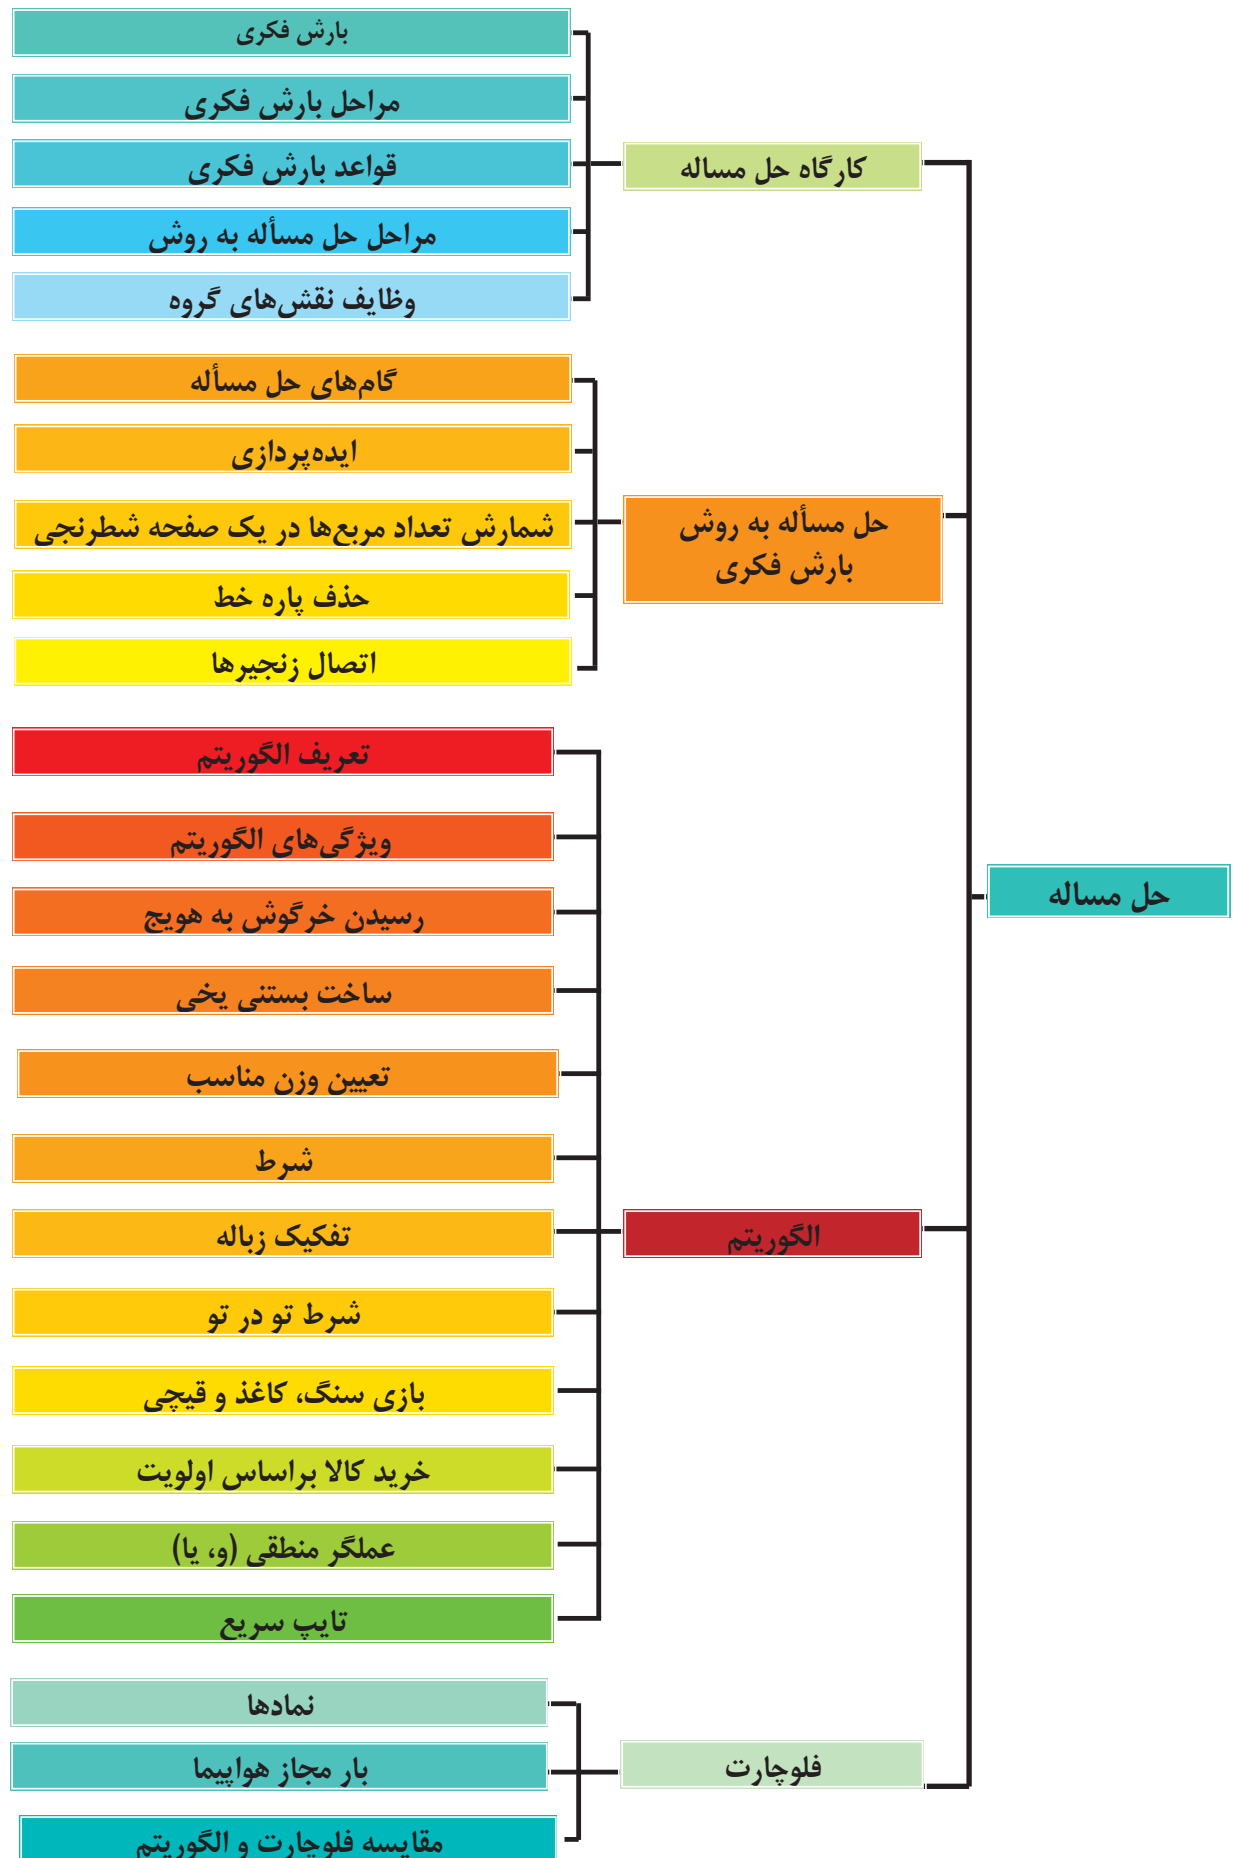 حل مساله
کارگاه حل مساله
بارش فکری
مراحل بارش فکری
قواعد بارش فکری
مراحل حل مسأله به روش
وظایف نقش‌های گروه
حل مسأله به روش
بارش فکری
گام‌های حل مسأله
ایده‌پردازی
شمارش تعداد مربع‌ها در یک صفحه شطرنجی
حذف پاره خط
اتصال زنجیرها
الگوریتم
تعریف الگوریتم
ویژگی‌های الگوریتم
رسیدن خرگوش به هویج
ساخت بستنی یخی
تعیین وزن مناسب
شرط
تفکیک زباله
شرط تو در تو
بازی سنگ، کاغذ و قیچی
خرید کالا براساس اولویت
عملگر منطقی (و، یا)
تایپ سریع
فلوچارت
نمادها
بار مجاز هواپیما
مقایسه فلوچارت و الگوریتم